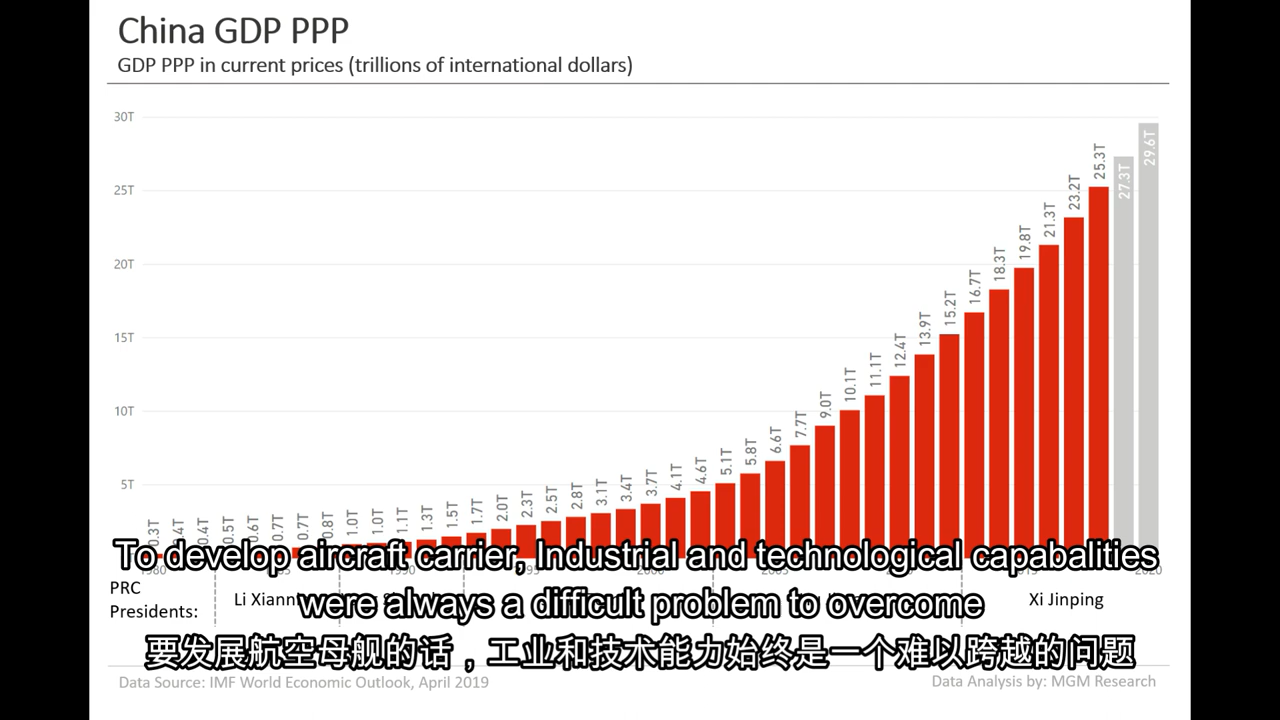 China GDP PPP
GDP PPP in current prices (trillions of international dollars)
30T
25T
20T
15T
10T
5T
0.3T 0.4T 0.4T 0.5T 0.6T 0.7T 0.7T 0.8T 1.0T 1.0T 1.1T 1.3T 1.5T 1.7T 2.0T 2.3T 2.5T 2.8T 3.1T 3.4T 3.7T 4.1T 4.6T 5.1T 5.8T 6.6T 7.7T 9.0T 10.1T 11.1T 12.4T 13.9T 15.2T 16.7T 18.3T 19.8T 21.3T 23.2T 25.3T 27.3T 29.6T
To develop aircraft carrier, Industrial and technological capabalities
were always a difficult problem to overcome
要发展航空母舰的话，工业和技术能力始终是一个难以跨越的问题
1980 1990 2000 2020
PRC
Presidents:
Li Xiann
Xi Jinping
Data Source: IMF World Economic Outlook, April 2019
Data Analysis by: MGM Research